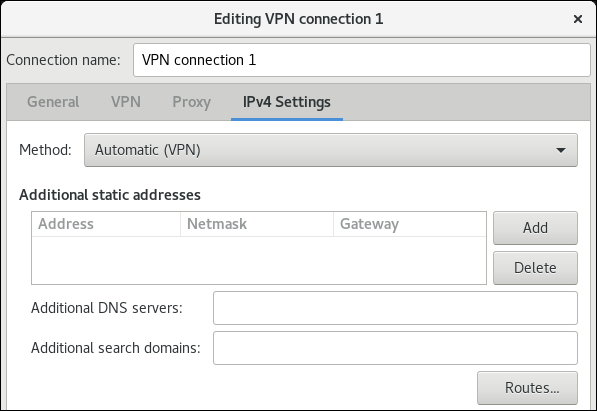 Editing VPN connection 1
Connection name: VPN connection 1
General VPN Proxy IPv4 Settings
Method: Automatic (VPN)
Additional static addresses
Address Netmask Gateway
Add
Delete
Additional DNS servers:
Additional search domains:
Routes...